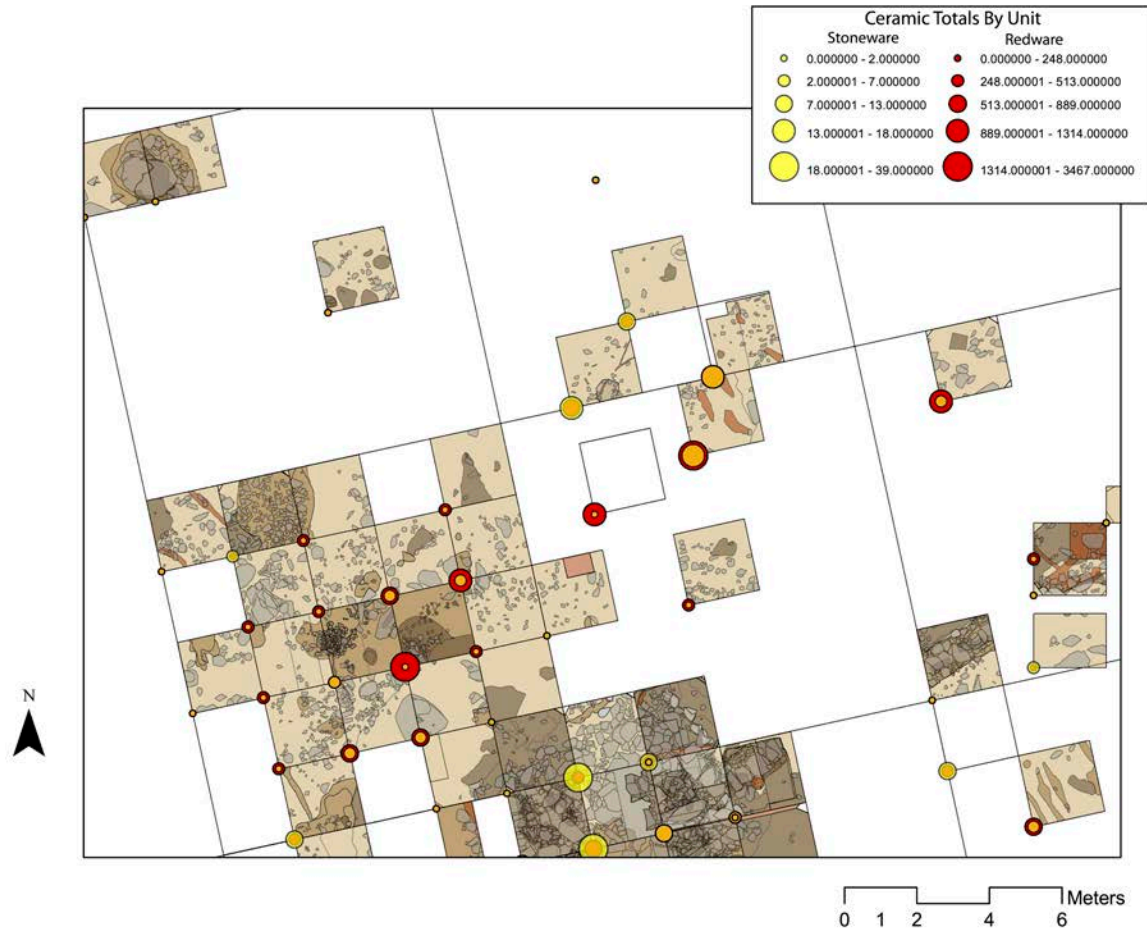 Ceramic Totals By Unit
Stoneware Redware
0.000000 - 2.000000 0.000000 - 248.000000
2.000001 - 7.000000 248.000001 - 513.000000
7.000001 - 13.000000 513.000001 - 889.000000
13.000001 - 18.000000 889.000001 - 1314.000000
18.000001 - 39.000000 1314.000001 - 3467.000000
N
Meters
0 1 2 4 6